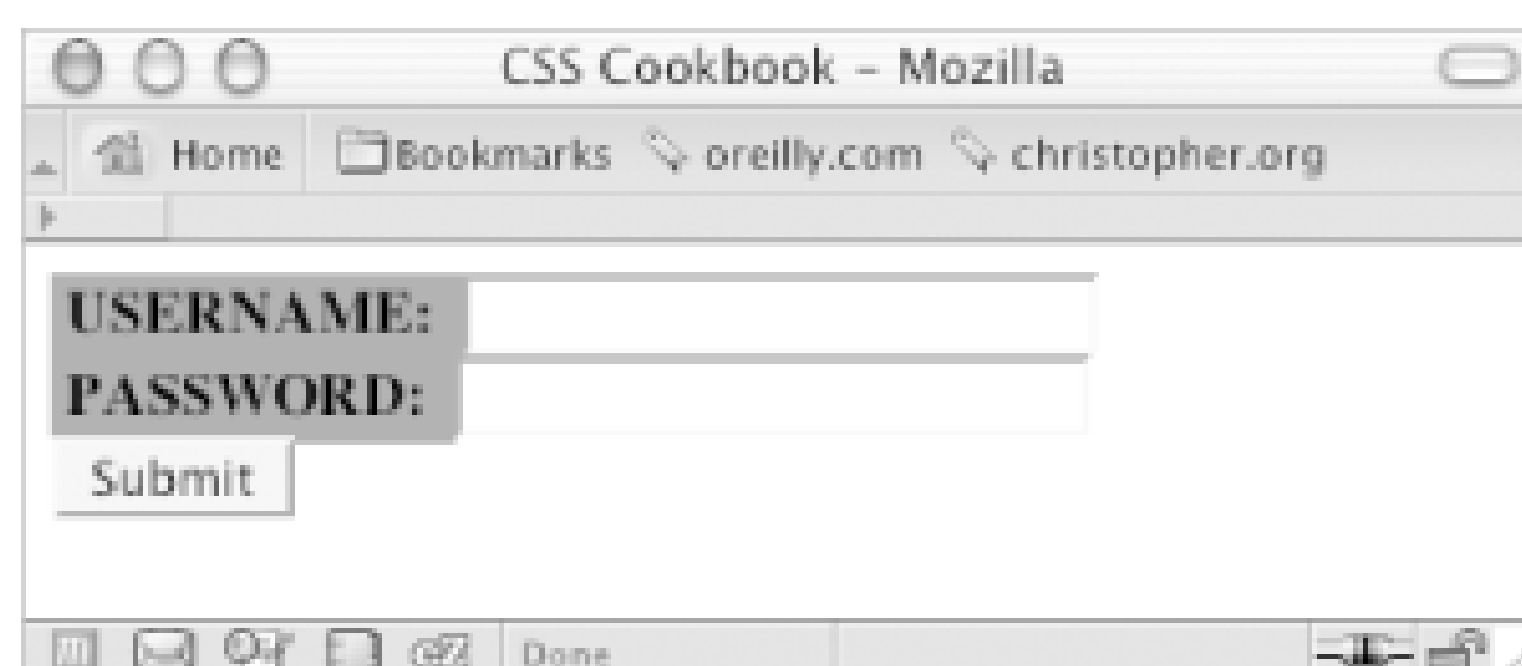 CSS Cookbook – Mozilla
Home Bookmarks oreilly.com christopher.org
USERNAME:
PASSWORD:
Submit
Done